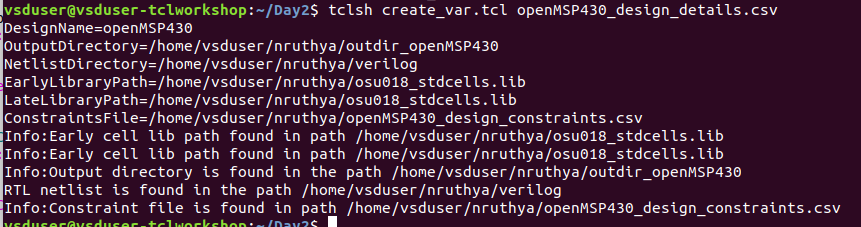 vsduser@vsduser-tclworkshop:~/Day2$ tclsh create_var.tcl openMSP430_design_details.csv
DesignName=openMSP430
OutputDirectory=/home/vsduser/nruthya/outdir_openMSP430
NetlistDirectory=/home/vsduser/nruthya/verilog
EarlyLibraryPath=/home/vsduser/nruthya/osu018_stdcells.lib
LateLibraryPath=/home/vsduser/nruthya/osu018_stdcells.lib
ConstraintsFile=/home/vsduser/nruthya/openMSP430_design_constraints.csv
Info:Early cell lib path found in path /home/vsduser/nruthya/osu018_stdcells.lib
Info:Early cell lib path found in path /home/vsduser/nruthya/osu018_stdcells.lib
Info:Output directory is found in the path /home/vsduser/nruthya/outdir_openMSP430
RTL netlist is found in the path /home/vsduser/nruthya/verilog
Info:Constraint file is found in path /home/vsduser/nruthya/openMSP430_design_constraints.csv
vsduser@vsduser-tclworkshop:~/Day2$